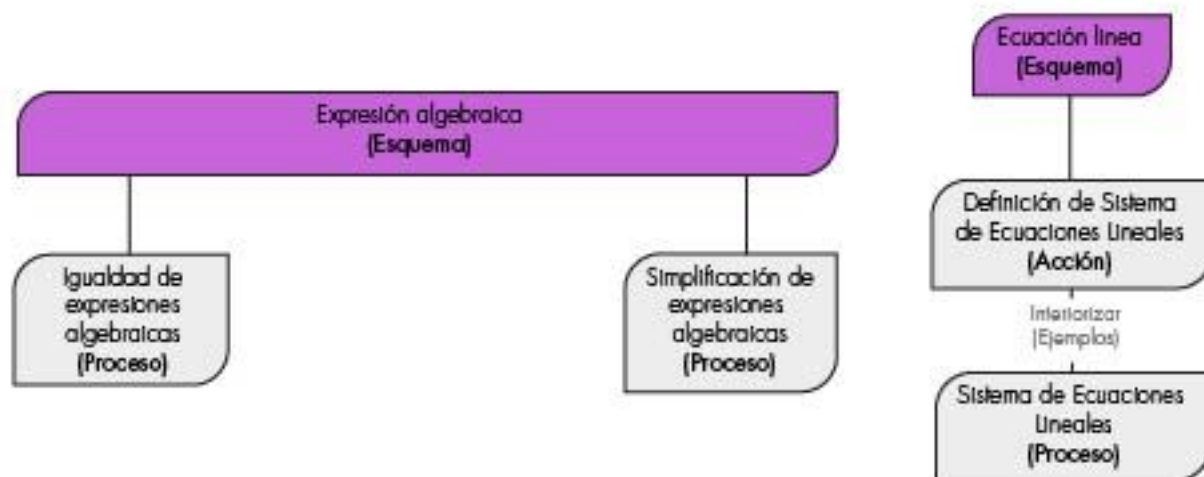 Expresión algebraica
(Esquema)
Igualdad de
expresiones
algebraicas
(Proceso)
Simplificación de
expresiones
algebraicas
(Proceso)
Ecuación línea
(Esquema)
Definición de Sistema
de Ecuaciones Lineales
(Acción)
Interiorizar
(Ejemplos)
Sistema de Ecuaciones
Lineales
(Proceso)